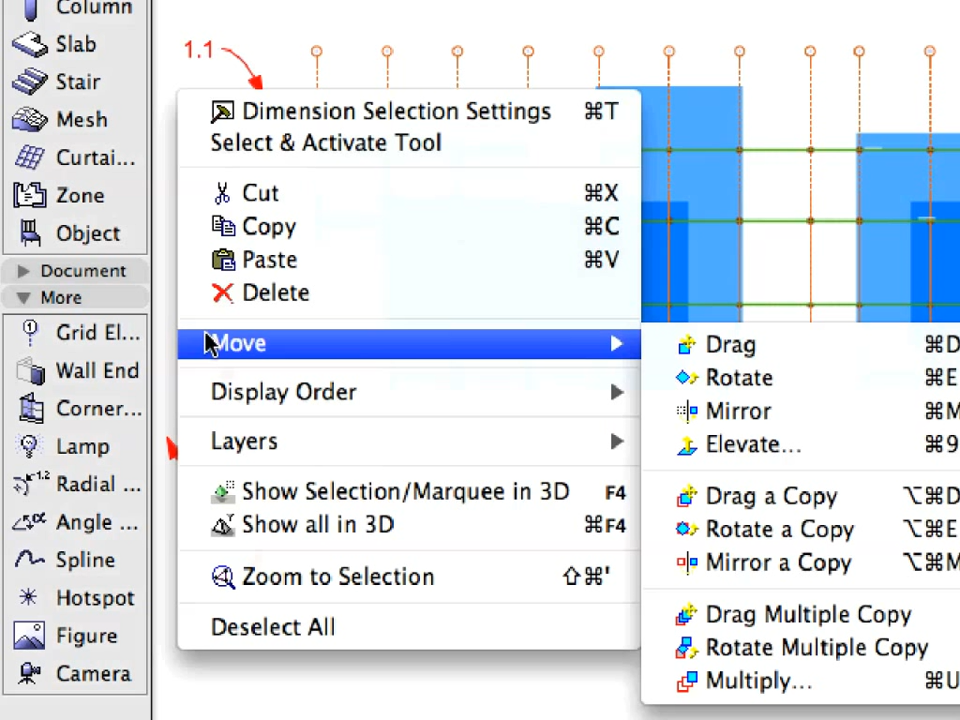 Column
Slab
Stair
Mesh
Curtai...
Zone
Object
Document
More
Grid El...
Wall End
Corner...
Lamp
Radial ...
Angle ...
Spline
Hotspot
Figure
Camera
1.1
Dimension Selection Settings ⌘T
Select & Activate Tool
Cut ⌘X
Copy ⌘C
Paste ⌘V
Delete
Move
Display Order
Layers
Show Selection/Marquee in 3D F4
Show all in 3D ⌘F4
Zoom to Selection ⇧⌘'
Deselect All
Drag ⌘D
Rotate ⌘E
Mirror ⌘M
Elevate... ⌘9
Drag a Copy ⌥⌘D
Rotate a Copy ⌥⌘E
Mirror a Copy ⌥⌘M
Drag Multiple Copy
Rotate Multiple Copy
Multiply... ⌘U